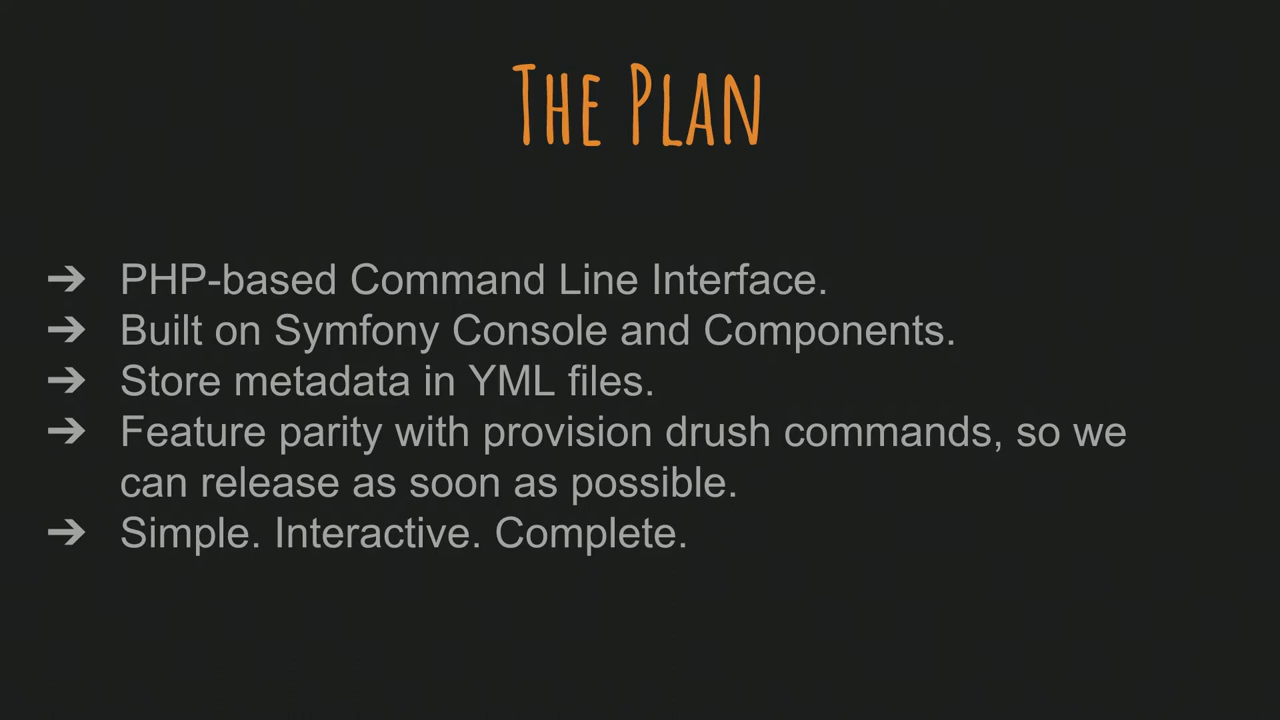 The Plan
➔ PHP-based Command Line Interface.
➔ Built on Symfony Console and Components.
➔ Store metadata in YML files.
➔ Feature parity with provision drush commands, so we
can release as soon as possible.
➔ Simple. Interactive. Complete.